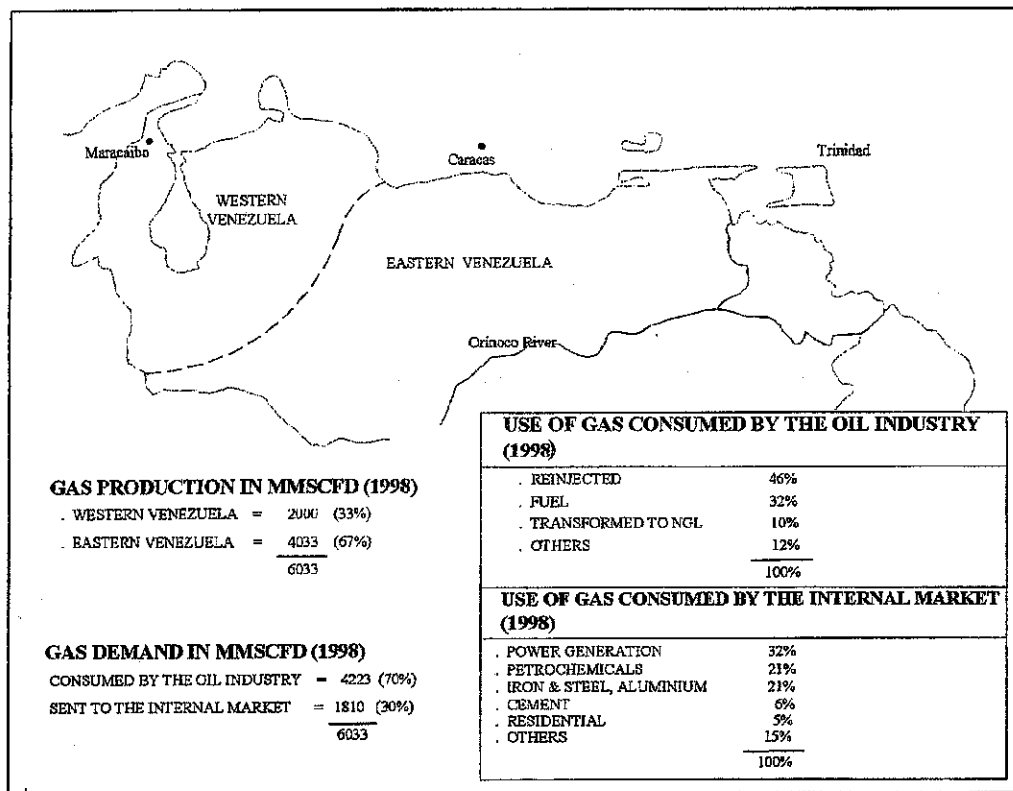 Maracaibo
Caracas
Trinidad
WESTERN
VENEZUELA
EASTERN VENEZUELA
Orinoco River
GAS PRODUCTION IN MMSCFD (1998)
. WESTERN VENEZUELA = 2000 (33%)
. EASTERN VENEZUELA = 4033 (67%)
6033
GAS DEMAND IN MMSCFD (1998)
CONSUMED BY THE OIL INDUSTRY = 4223 (70%)
SENT TO THE INTERNAL MARKET = 1810 (30%)
6033
USE OF GAS CONSUMED BY THE OIL INDUSTRY
(1998)
. REINJECTED 46%
. FUEL 32%
. TRANSFORMED TO NGL 10%
. OTHERS 12%
100%
USE OF GAS CONSUMED BY THE INTERNAL MARKET
(1998)
. POWER GENERATION 32%
. PETROCHEMICALS 21%
. IRON & STEEL, ALUMINIUM 21%
. CEMENT 6%
. RESIDENTIAL 5%
. OTHERS 15%
100%